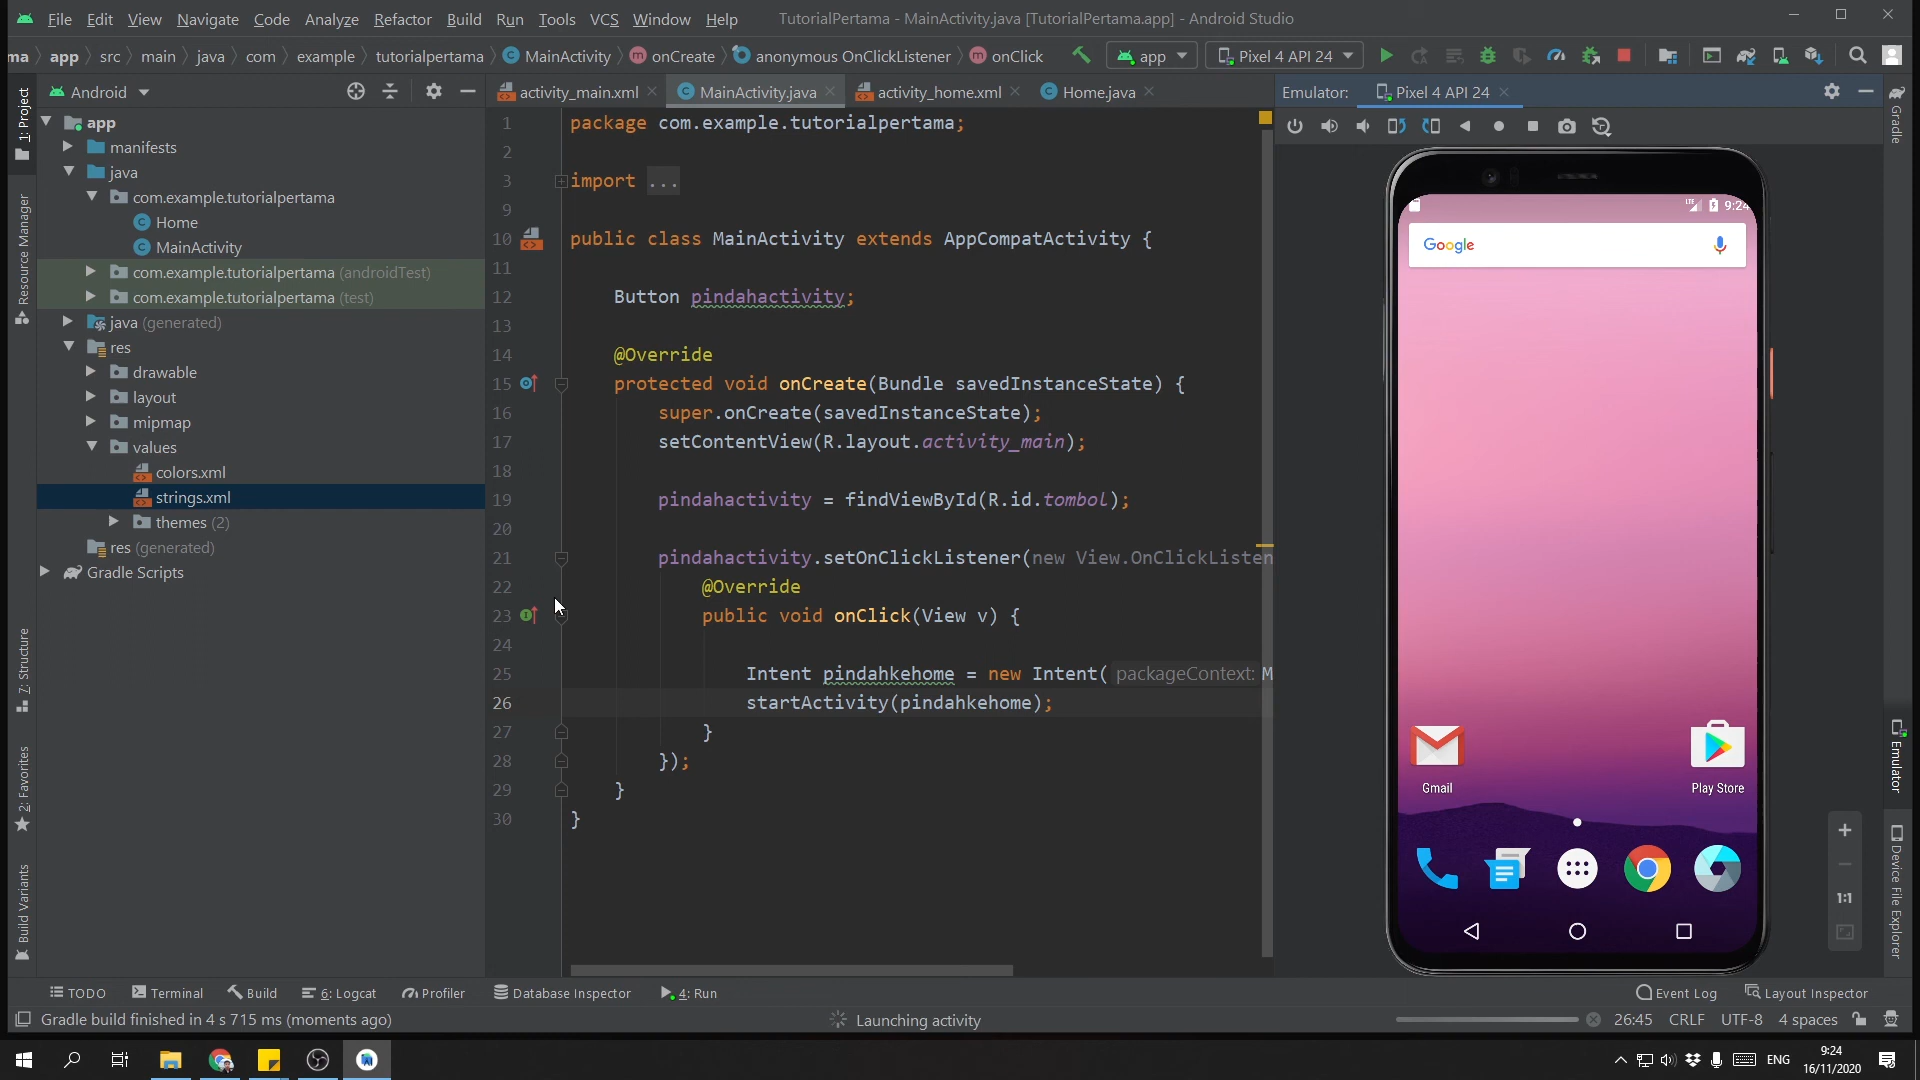 File Edit View Navigate Code Analyze Refactor Build Run Tools VCS Window Help TutorialPertama - MainActivity.java [TutorialPertama.app] - Android Studio
ma app src main java com example tutorialpertama MainActivity onCreate anonymous OnClickListener onClick app Pixel 4 API 24
Android
activity_main.xml MainActivity.java activity_home.xml Home.java
Emulator: Pixel 4 API 24
1: Project
Resource Manager
7: Structure
2: Favorites
Build Variants
app
manifests
java
com.example.tutorialpertama
Home
MainActivity
com.example.tutorialpertama (androidTest)
com.example.tutorialpertama (test)
java (generated)
res
drawable
layout
mipmap
values
colors.xml
strings.xml
themes (2)
res (generated)
Gradle Scripts
1 package com.example.tutorialpertama;
2
3 import ...
9
10 public class MainActivity extends AppCompatActivity {
11
12 Button pindahactivity;
13
14 @Override
15 protected void onCreate(Bundle savedInstanceState) {
16 super.onCreate(savedInstanceState);
17 setContentView(R.layout.activity_main);
18
19 pindahactivity = findViewById(R.id.tombol);
20
21 pindahactivity.setOnClickListener(new View.OnClickListen
22 @Override
23 public void onClick(View v) {
24
25 Intent pindahkehome = new Intent( packageContext: M
26 startActivity(pindahkehome);
27 }
28 });
29 }
30 }
LTE 9:24
Google
Gmail
Play Store
1:1
Gradle
Emulator
Device File Explorer
TODO Terminal Build 6: Logcat Profiler Database Inspector 4: Run Event Log Layout Inspector
Gradle build finished in 4 s 715 ms (moments ago) Launching activity 26:45 CRLF UTF-8 4 spaces
ENG
9:24
16/11/2020